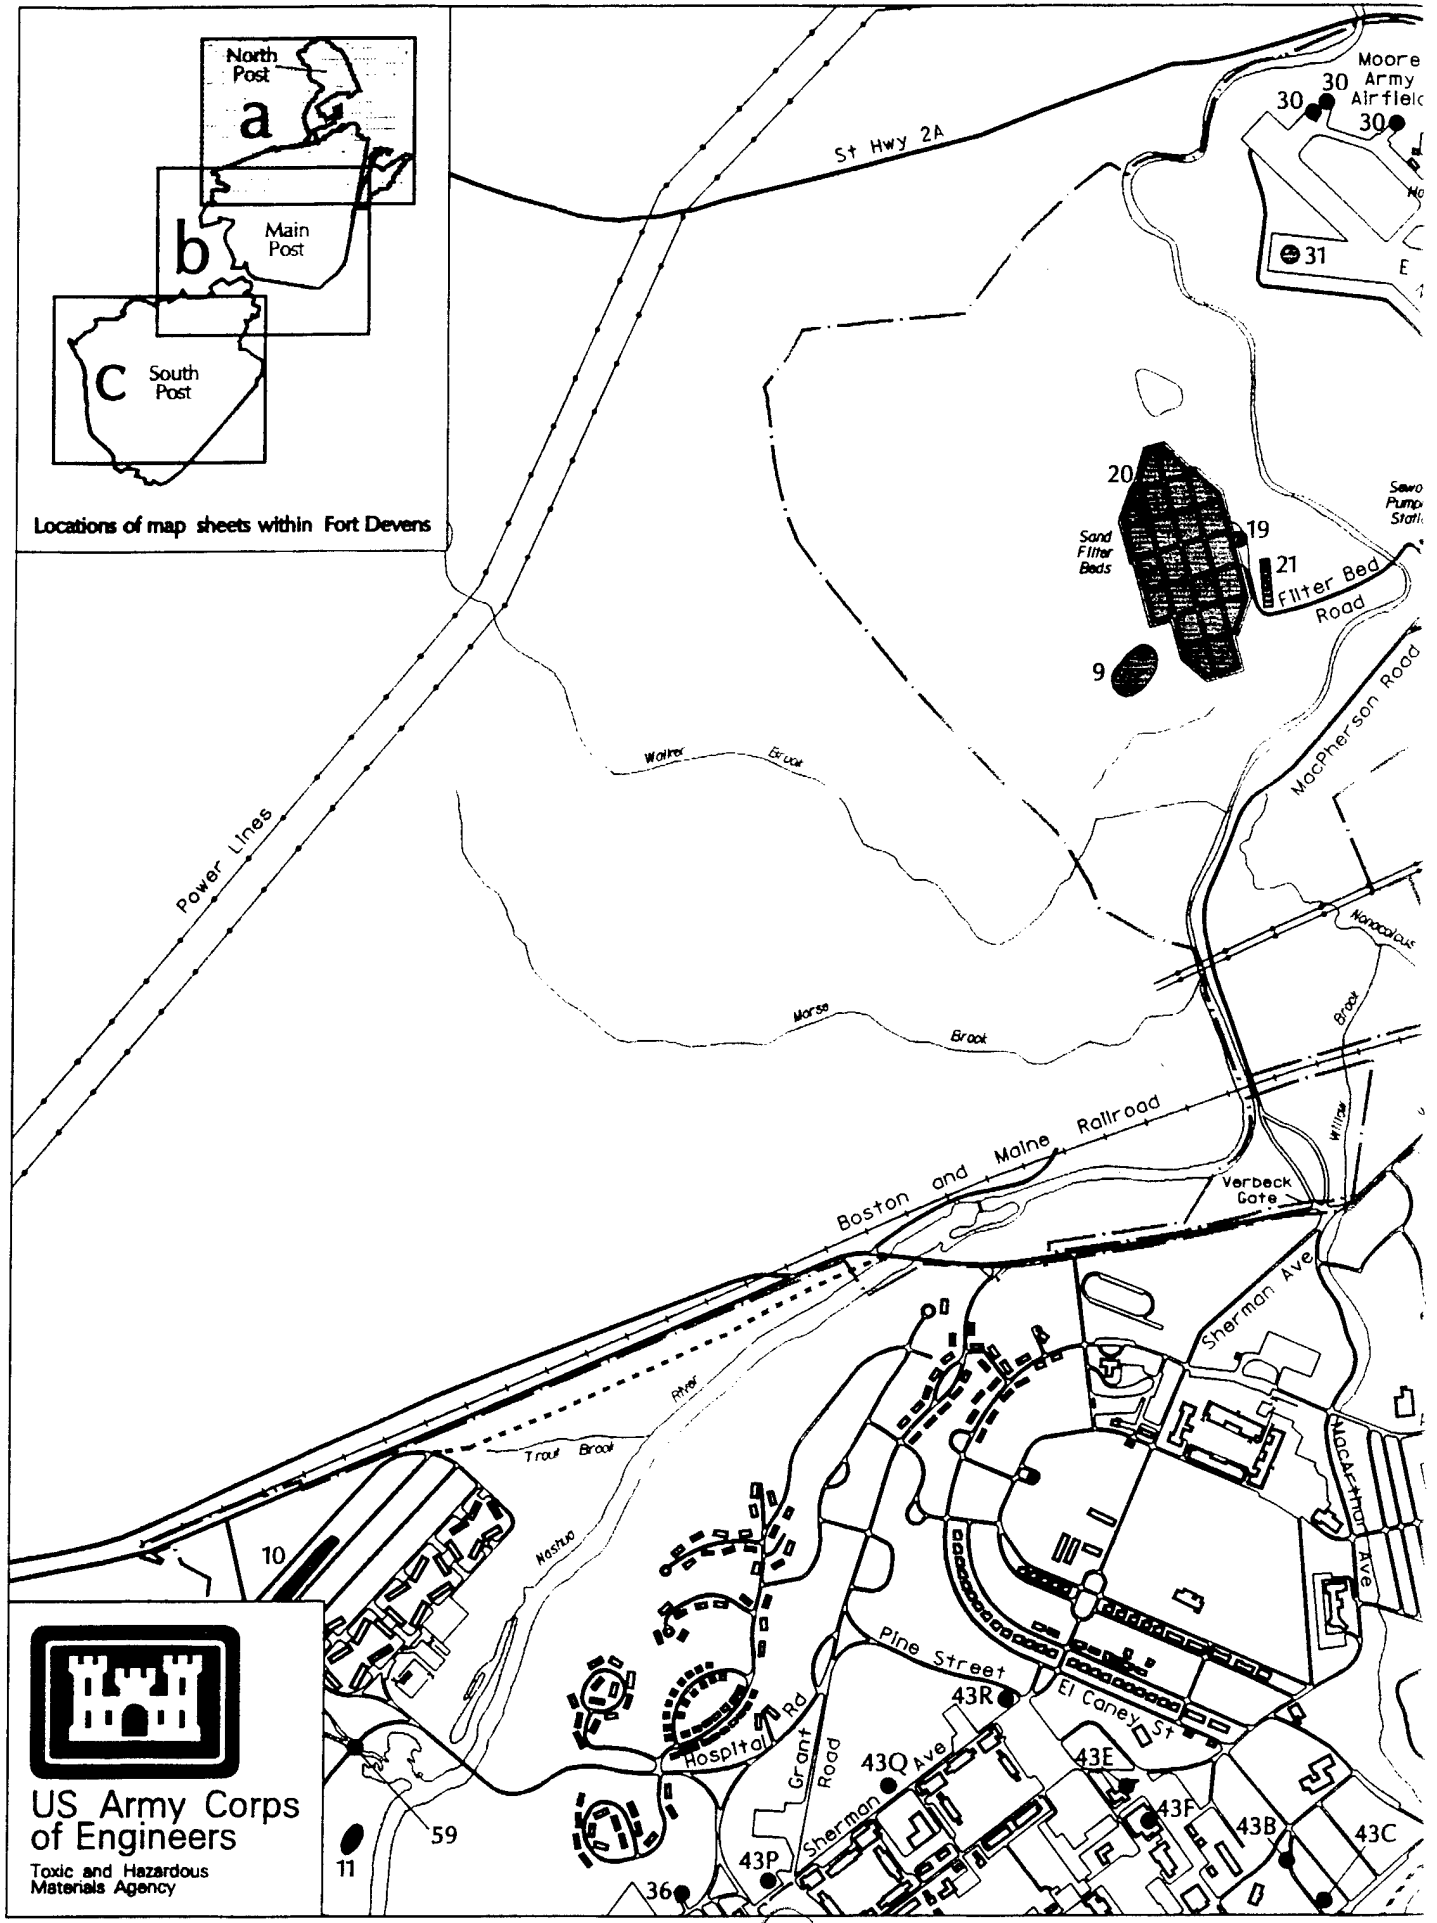 North
Post
a
b
Main
Post
c
South
Post
Locations of map sheets within Fort Devens
St Hwy 2A
Moore
Army
30
30
30
31
E
20
Sand
Filter
Beds
19
21
Filter Bed
Road
9
MacPherson Road
Walker Brook
Power Lines
Nonacoicus
Brook
Morse Brook
Willow
Boston and Maine Railroad
Verbeck
Gate
Sherman Ave
River
Trout Brook
Nashua
MacArthur
Ave
10
Pine Street
43R
El Caney St
Hospital Rd
Grant
Road
43Q
Sherman Ave
43E
43F
43B
43C
43P
36
59
11
US Army Corps
of Engineers
Toxic and Hazardous
Materials Agency